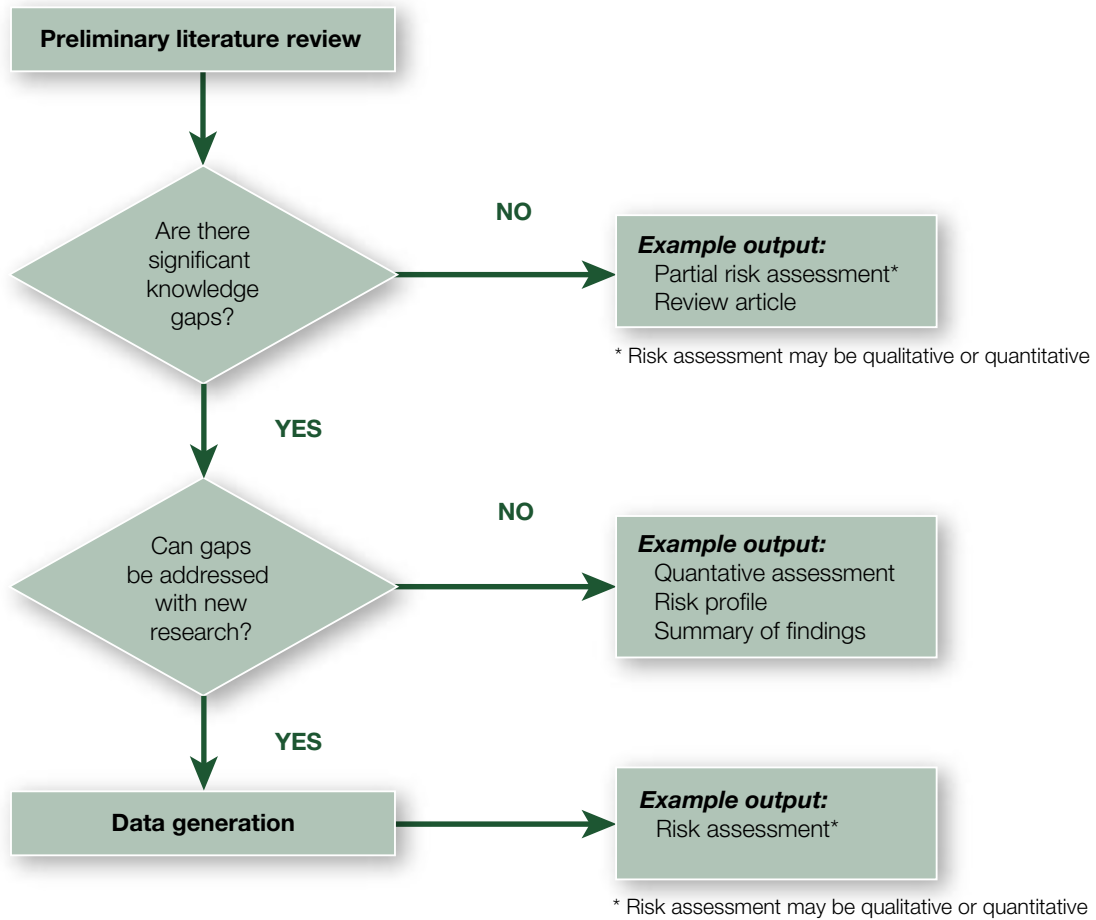 Preliminary literature review
Are there
significant
knowledge
gaps?
NO
Example output:
Partial risk assessment*
Review article
* Risk assessment may be qualitative or quantitative
YES
Can gaps
be addressed
with new
research?
NO
Example output:
Quantative assessment
Risk profile
Summary of findings
YES
Data generation
Example output:
Risk assessment*
* Risk assessment may be qualitative or quantitative